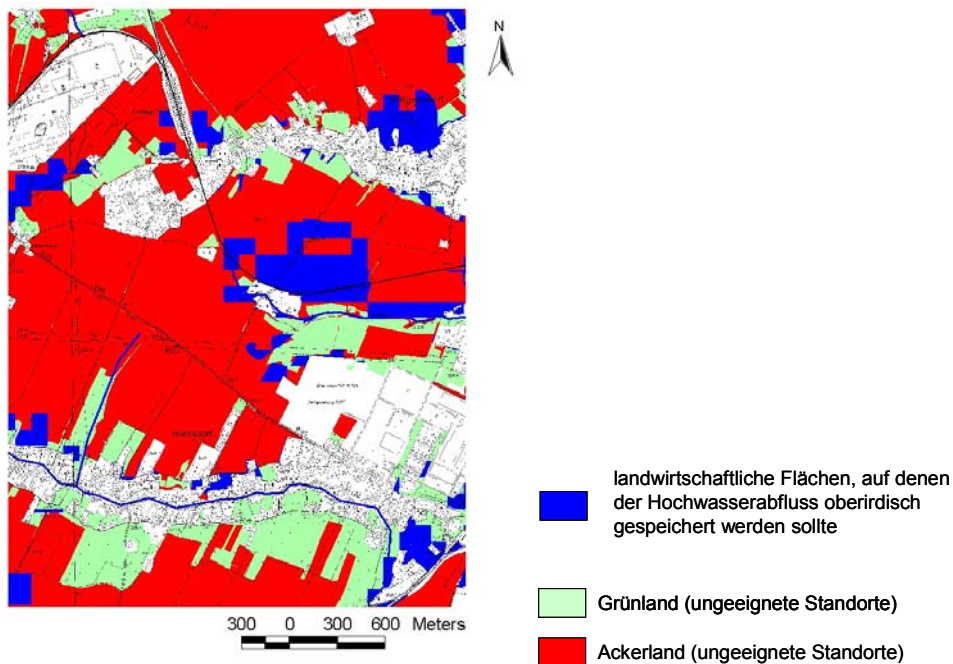 N
landwirtschaftliche Flächen, auf denen
der Hochwasserabfluss oberirdisch
gespeichert werden sollte
Grünland (ungeeignete Standorte)
300 0 300 600 Meters
Ackerland (ungeeignete Standorte)